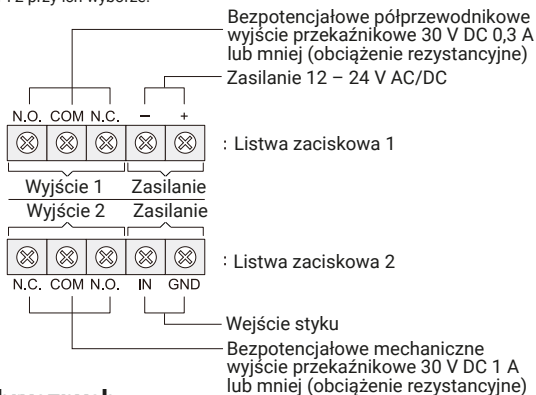 Bezpotencjałowe półprzewodnikowe
wyjście przekaźnikowe 30 V DC 0,3 A
lub mniej (obciążenie rezystancyjne)
Zasilanie 12 – 24 V AC/DC
N.O. COM N.C. − +
: Listwa zaciskowa 1
Wyjście 1 Zasilanie
Wyjście 2 Zasilanie
: Listwa zaciskowa 2
N.C. COM N.O. IN GND
Wejście styku
Bezpotencjałowe mechaniczne
wyjście przekaźnikowe 30 V DC 1 A
lub mniej (obciążenie rezystancyjne)